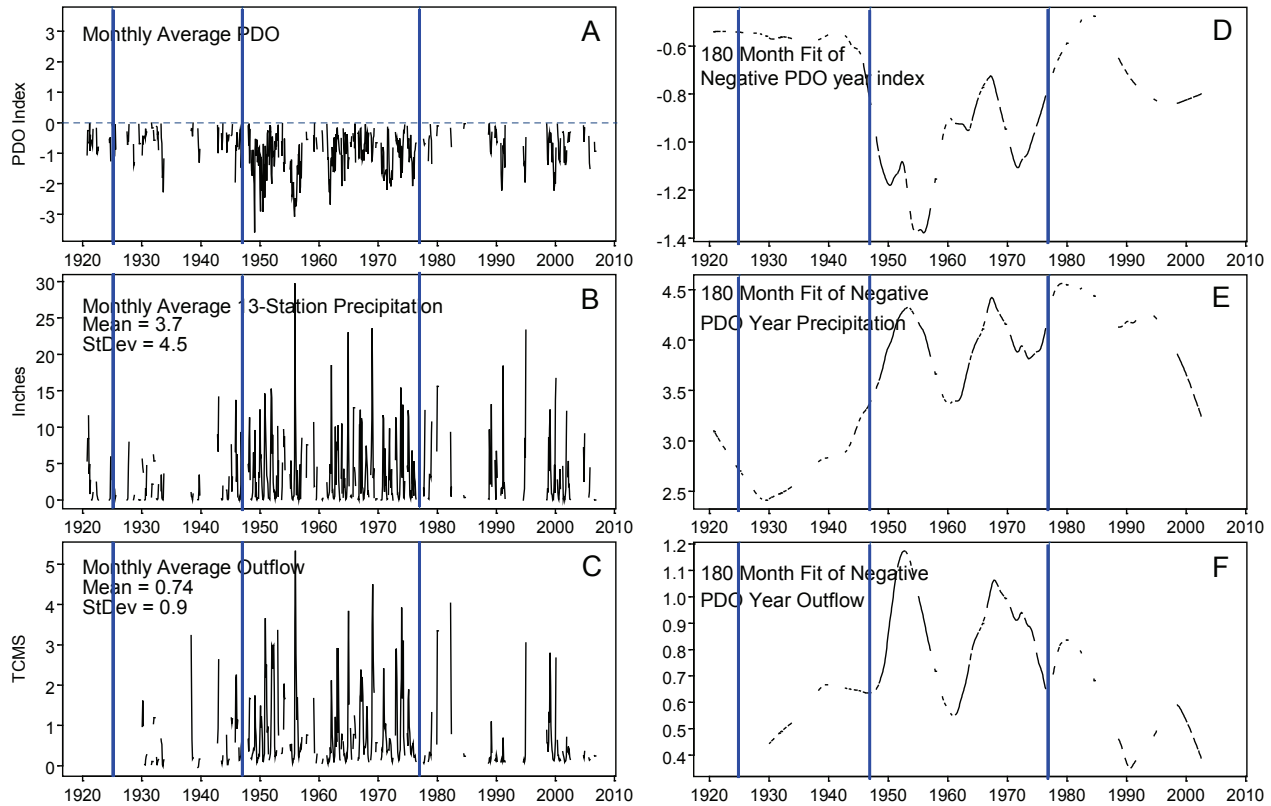 Monthly Average PDO
A
PDO Index
3
2
1
0
-1
-2
-3
1920 1930 1940 1950 1960 1970 1980 1990 2000 2010
Monthly Average 13-Station Precipitation
Mean = 3.7
StDev = 4.5
B
Inches
30
25
20
15
10
5
0
1920 1930 1940 1950 1960 1970 1980 1990 2000 2010
Monthly Average Outflow
Mean = 0.74
StDev = 0.9
C
TCMS
5
4
3
2
1
0
1920 1930 1940 1950 1960 1970 1980 1990 2000 2010
180 Month Fit of
Negative PDO year index
D
-0.6
-0.8
-1.0
-1.2
-1.4
1920 1930 1940 1950 1960 1970 1980 1990 2000 2010
180 Month Fit of Negative
PDO Year Precipitation
E
4.5
4.0
3.5
3.0
2.5
1920 1930 1940 1950 1960 1970 1980 1990 2000 2010
180 Month Fit of Negative
PDO Year Outflow
F
1.2
1.1
1.0
0.9
0.8
0.7
0.6
0.5
0.4
1920 1930 1940 1950 1960 1970 1980 1990 2000 2010